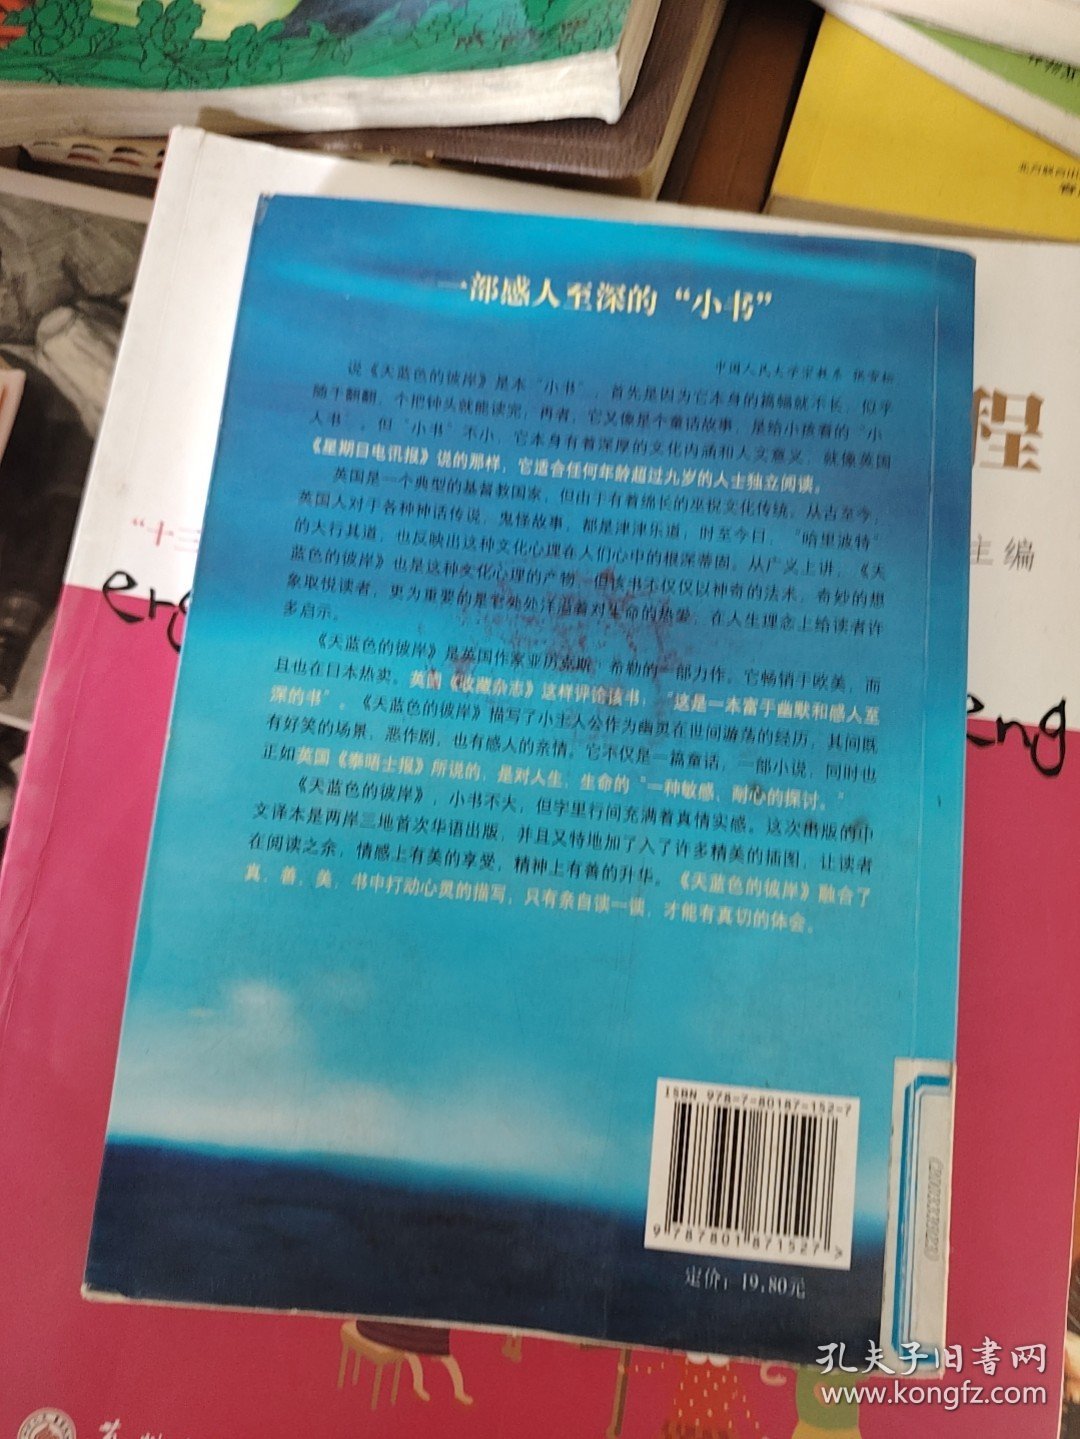 一部感人至深的“小书”
中国人民大学宗教系
说《天蓝色的彼岸》是本“小书”，首先是因为它本身的篇幅就不长，似乎
随手翻翻，个把钟头就能读完；再者，它又像是个童话故事，是给小孩看的“小
人书”。但“小书”不小，它本身有着深厚的文化内涵和人文意义，就像英国
《星期日电讯报》说的那样，它适合任何年龄超过九岁的人士独立阅读。
英国是一个典型的基督教国家，但由于有着绵长的巫祝文化传统，从古至今，
英国人对于各种神话传说，鬼怪故事，都是津津乐道，时至今日，“哈里波特”
的大行其道，也反映出这种文化心理在人们心中的根深蒂固。从广义上讲，《天
蓝色的彼岸》也是这种文化心理的产物，但该书不仅仅以神奇的法术，奇妙的想
象取悦读者，更为重要的是它处处洋溢着对生命的热爱，在人生理念上给读者许
多启示。
《天蓝色的彼岸》是英国作家亚历克斯·希勒的一部力作。它畅销于欧美，而
且也在日本热卖。英国《收藏杂志》这样评论该书，“这是一本富于幽默和感人至
深的书”。《天蓝色的彼岸》描写了小主人公作为幽灵在世间游荡的经历，其间既
有好笑的场景，恶作剧，也有感人的亲情。它不仅是一篇童话，一部小说，同时也
正如英国《泰晤士报》所说的，是对人生，生命的“一种敏感、耐心的探讨。”
《天蓝色的彼岸》，小书不大，但字里行间充满着真情实感。这次出版的中
文译本是两岸三地首次华语出版，并且又特地加了入了许多精美的插图，让读者
在阅读之余，情感上有美的享受，精神上有善的升华。《天蓝色的彼岸》融合了
真，善，美，书中打动心灵的描写，只有亲自读一读，才能有真切的体会。
ISBN 978-7-80187-152-7
9 787801 871527 >
定价：19.80元
程
主编
“十三
erg
eng
孔夫子旧书网
www.kongfz.com